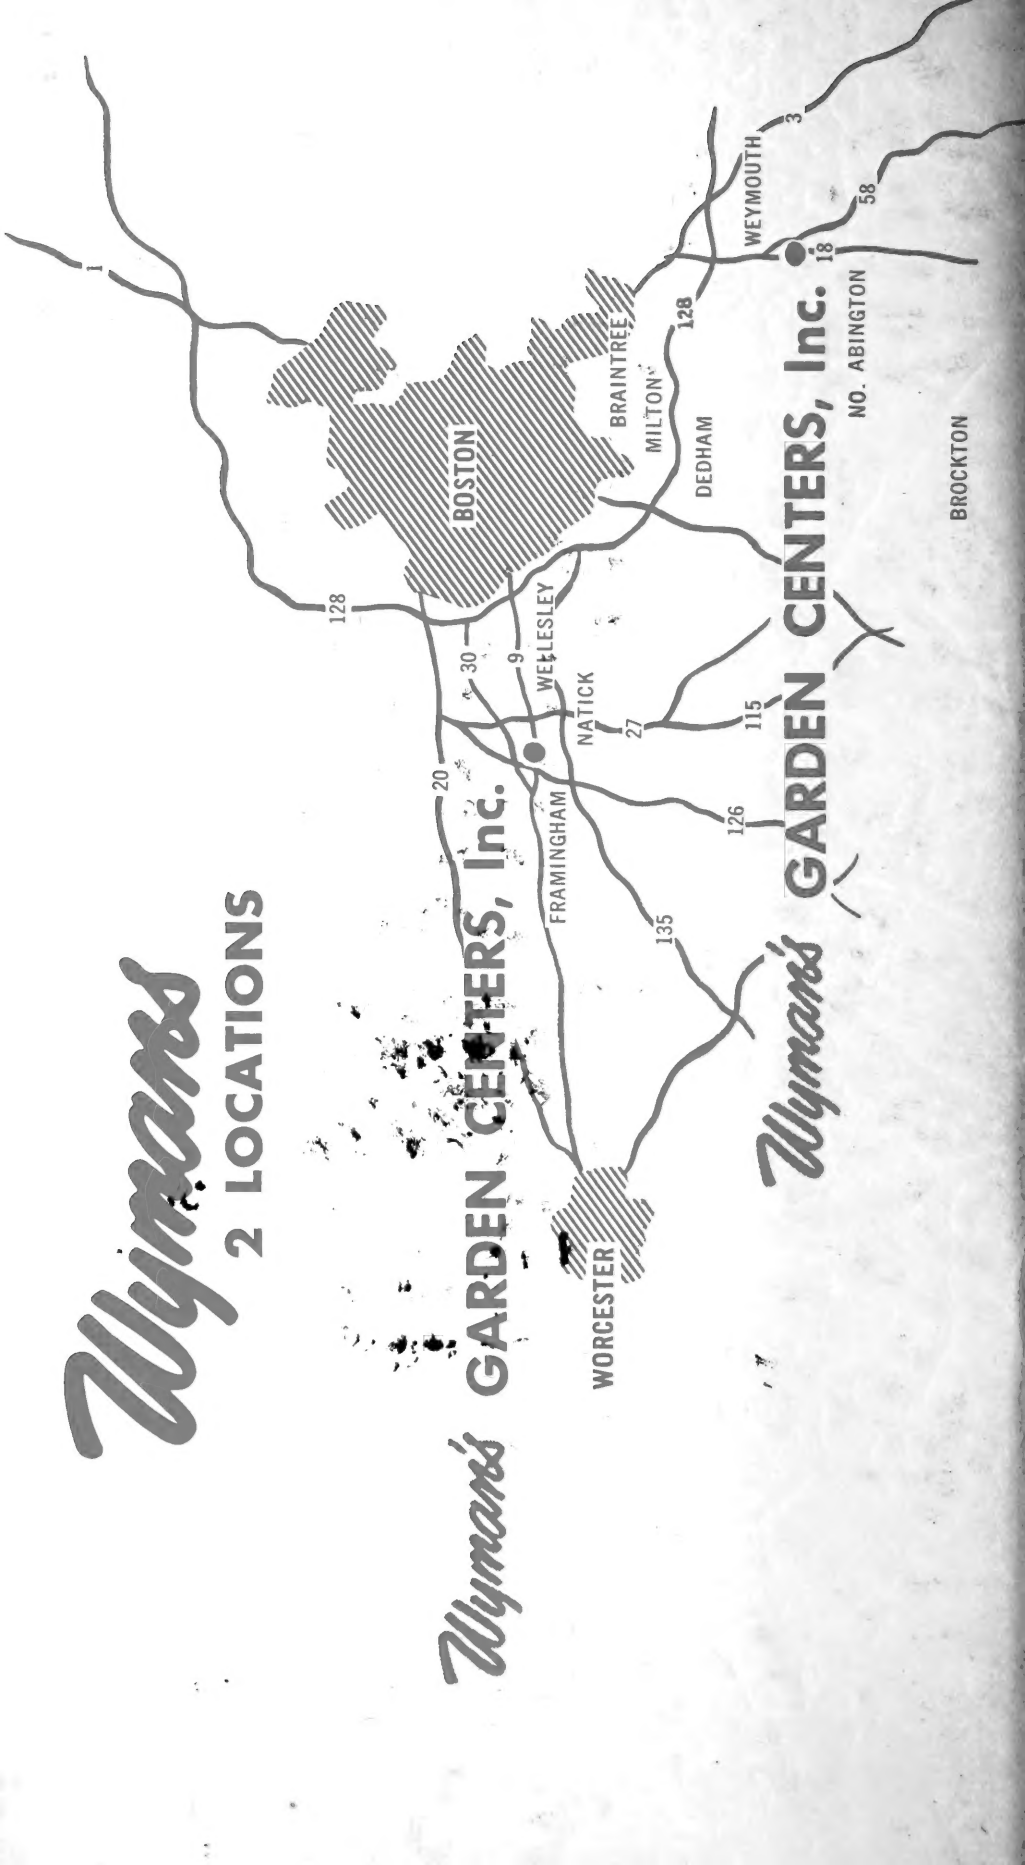 Wymans
2 LOCATIONS
1
128
BOSTON
20
30
9
WELLESLEY
Wyman's GARDEN CENTERS, Inc.
FRAMINGHAM
NATICK
27
BRAINTREE
MILTON
128
DEDHAM
WEYMOUTH
3
WORCESTER
135
126
115
Wyman's GARDEN CENTERS, Inc.
18
58
NO. ABINGTON
BROCKTON